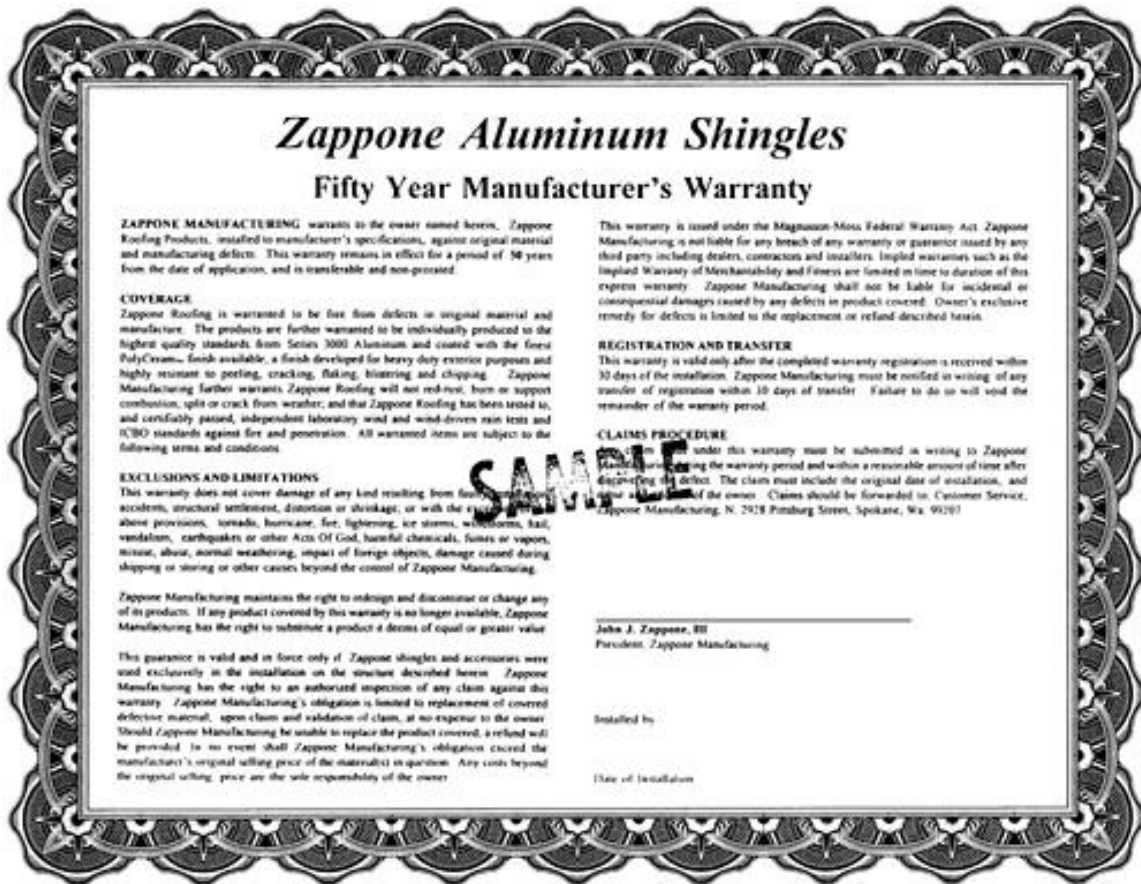 Zappone Aluminum Shingles
Fifty Year Manufacturer's Warranty
ZAPPONE MANUFACTURING warrants to the owner named herein, Zappone
Roofing Products, installed to manufacturer's specifications, against original material
and manufacturing defects. This warranty remains in effect for a period of 50 years
from the date of application, and is transferable and non-prorated.
COVERAGE
Zappone Roofing is warranted to be free from defects in original material and
manufacture. The products are further warranted to be individually produced to the
highest quality standards from Series 3000 Aluminum and coated with the finest
PolyCeram finish available, a finish developed for heavy duty exterior purposes and
highly resistant to peeling, cracking, flaking, blistering and chipping. Zappone
Manufacturing further warrants Zappone Roofing will not red-rust, burn or support
combustion, split or crack from weather; and that Zappone Roofing has been tested to,
and certifiably passed, independent laboratory wind and wind-driven rain tests and
ICBO standards against fire and penetration. All warranted items are subject to the
following terms and conditions.
EXCLUSIONS AND LIMITATIONS
This warranty does not cover damage of any kind resulting from
accidents, structural settlement, distortion or shrinkage; or with the
above provisions, tornado, hurricane, fire, lightening, ice storms, hail,
vandalism, earthquakes or other Acts Of God, harmful chemicals, fumes or vapors,
misuse, abuse, normal weathering, impact of foreign objects, damage caused during
shipping or storing or other causes beyond the control of Zappone Manufacturing.
Zappone Manufacturing maintains the right to redesign and discontinue or change any
of its products. If any product covered by this warranty is no longer available, Zappone
Manufacturing has the right to substitute a product it deems of equal or greater value.
This guarantee is valid and in force only if Zappone shingles and accessories were
used exclusively in the installation on the structure described herein. Zappone
Manufacturing has the right to an authorized inspection of any claim against this
warranty. Zappone Manufacturing's obligation is limited to replacement of covered
defective material, upon claim and validation of claim, at no expense to the owner.
Should Zappone Manufacturing be unable to replace the product covered, a refund will
be provided. In no event shall Zappone Manufacturing's obligation exceed the
manufacturer's original selling price of the material(s) in question. Any costs beyond
the original selling price are the sole responsibility of the owner.
This warranty is issued under the Magnusson-Moss Federal Warranty Act. Zappone
Manufacturing is not liable for any breach of any warranty or guarantee issued by any
third party including dealers, contractors and installers. Implied warranties such as the
Implied Warranty of Merchantability and Fitness are limited in time to duration of this
express warranty. Zappone Manufacturing shall not be liable for incidental or
consequential damages caused by any defects in product covered. Owner's exclusive
remedy for defects is limited to the replacement or refund described herein.
REGISTRATION AND TRANSFER
This warranty is valid only after the completed warranty registration is received within
30 days of the installation. Zappone Manufacturing must be notified in writing of any
transfer of registration within 10 days of transfer. Failure to do so will void the
remainder of the warranty period.
CLAIMS PROCEDURE
under this warranty must be submitted in writing to Zappone
the warranty period and within a reasonable amount of time after
defect. The claim must include the original date of installation, and
of the owner. Claims should be forwarded to: Customer Service,
Zappone Manufacturing, N. 2928 Pittsburg Street, Spokane, Wa. 99207
SAMPLE
John J. Zappone, III
President, Zappone Manufacturing
Installed by
Date of Installation